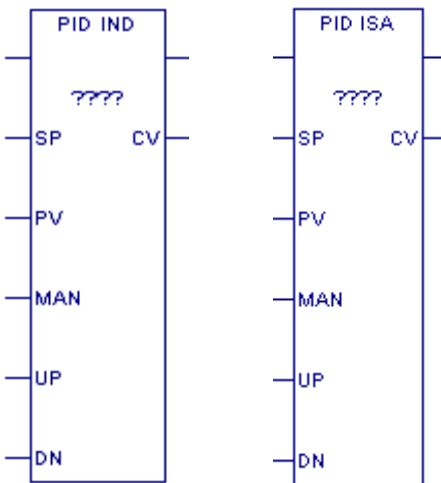 PID IND
????
SP CV
PV
MAN
UP
DN
PID ISA
????
SP CV
PV
MAN
UP
DN